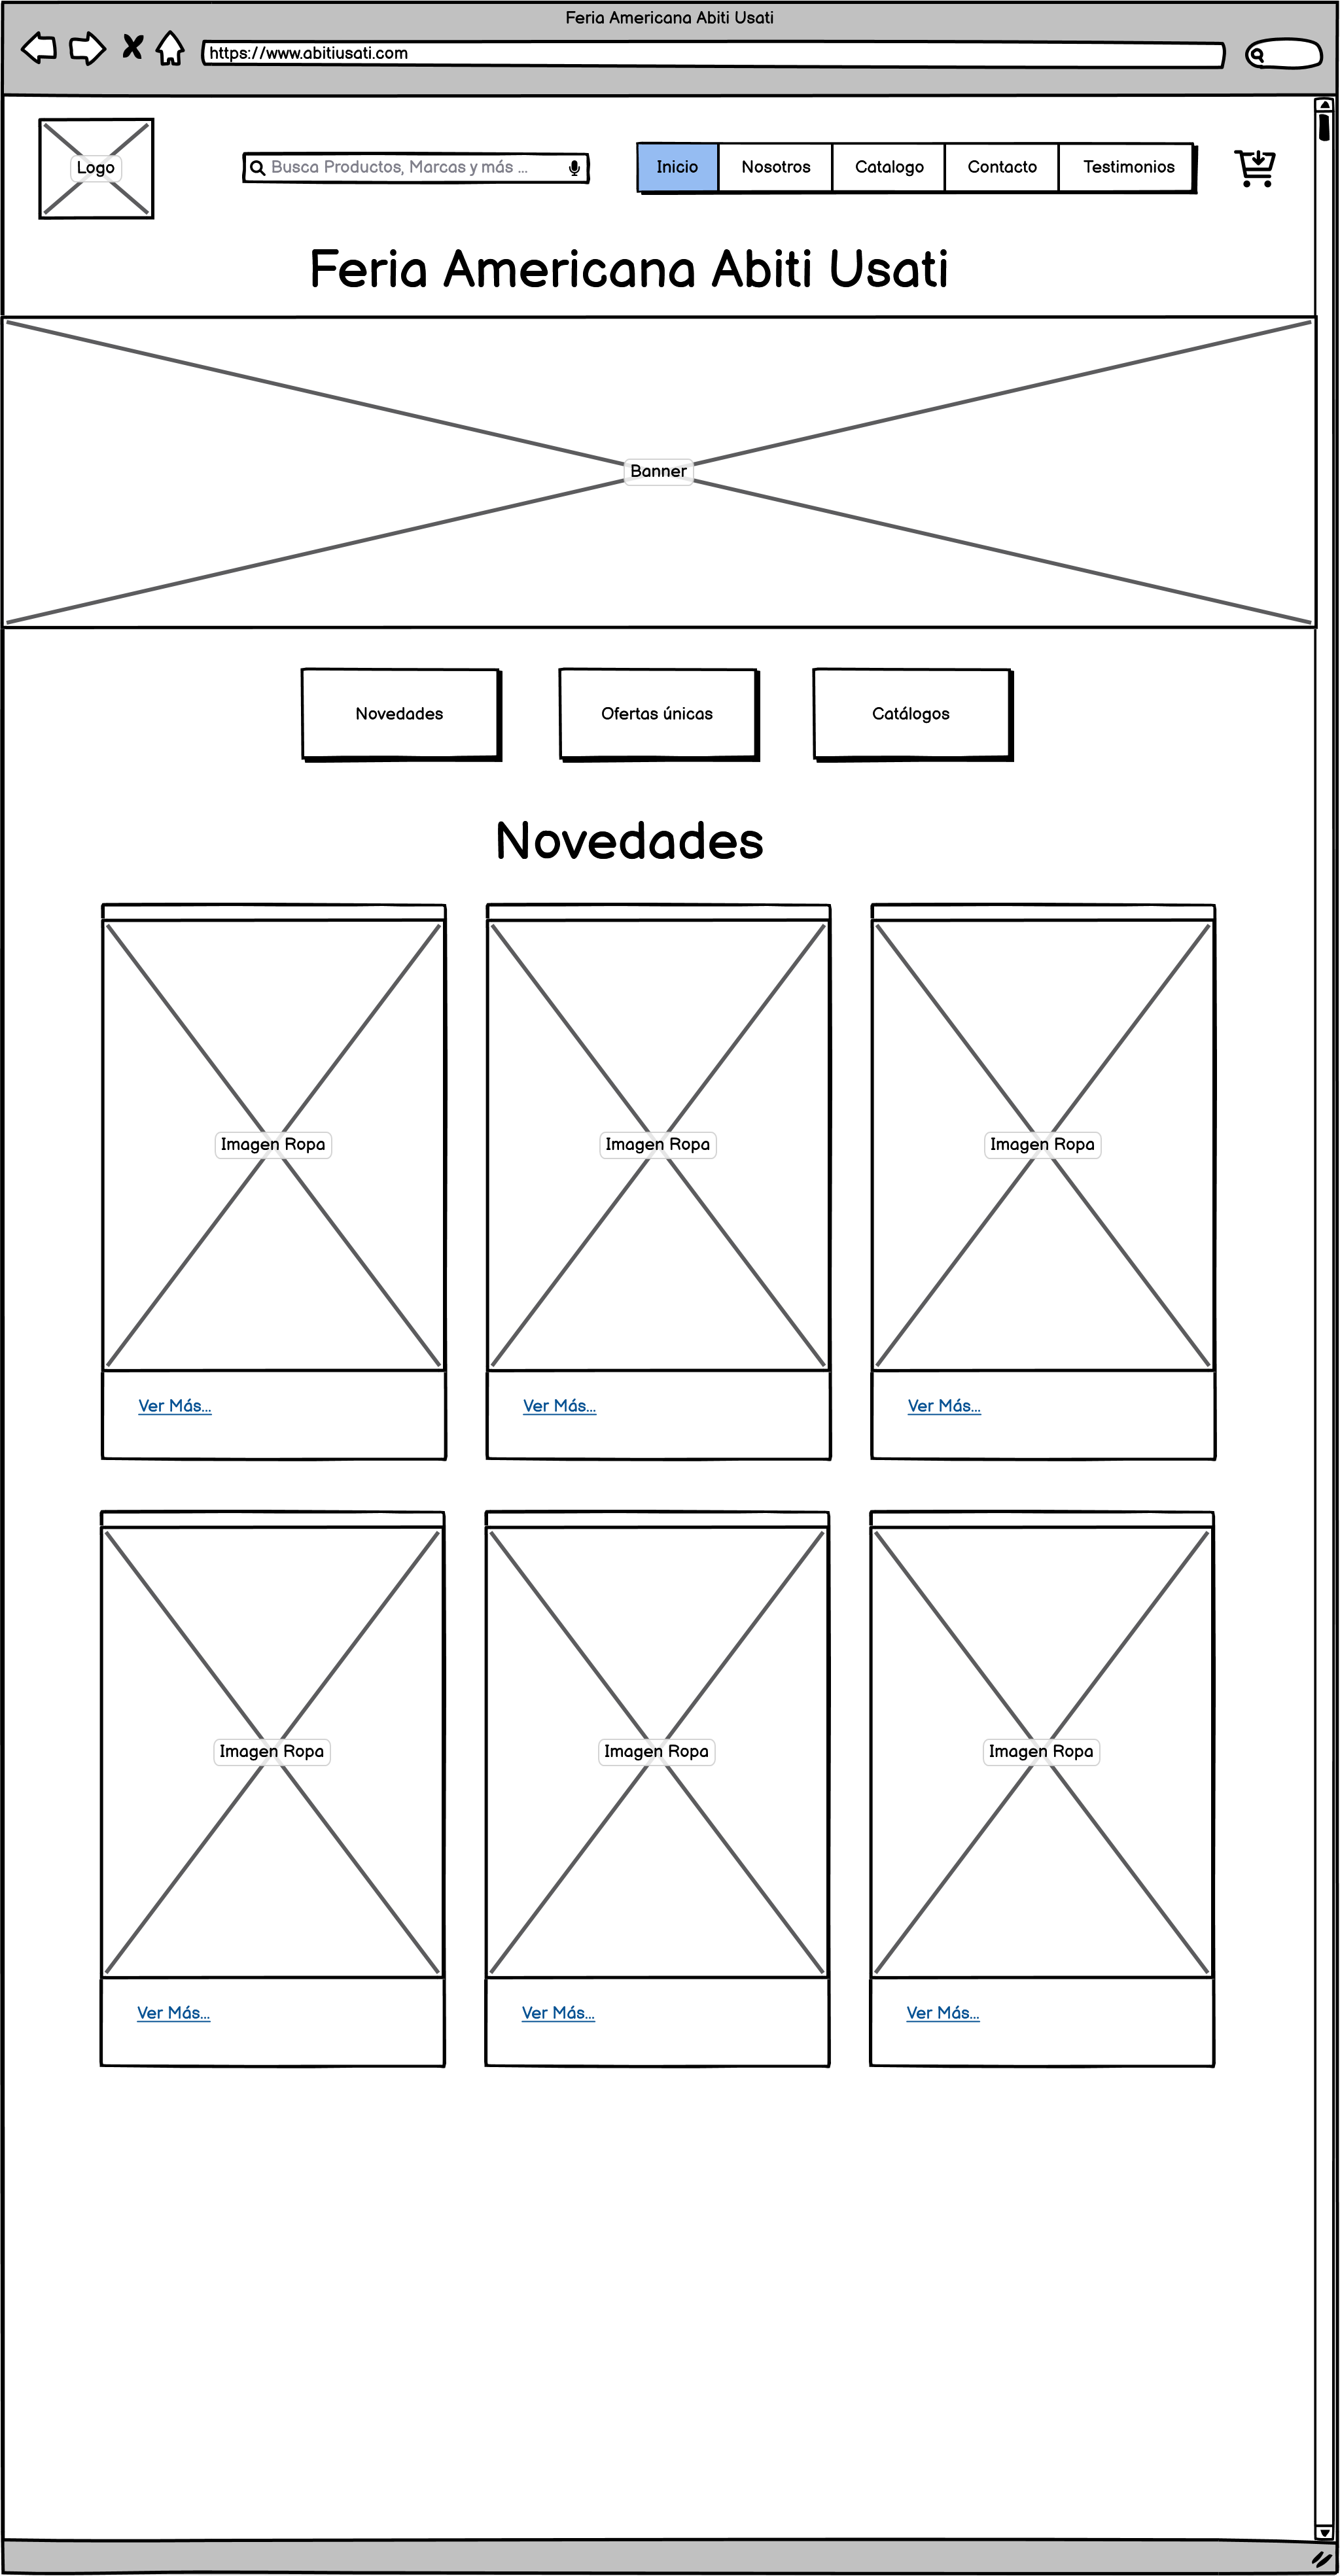 Feria Americana Abiti Usati
https://www.abitiusati.com
Logo
Busca Productos, Marcas y más ...
Inicio
Nosotros
Catalogo
Contacto
Testimonios
Feria Americana Abiti Usati
Banner
Novedades
Ofertas únicas
Catálogos
Novedades
Imagen Ropa
Imagen Ropa
Imagen Ropa
Ver Más...
Ver Más...
Ver Más...
Imagen Ropa
Imagen Ropa
Imagen Ropa
Ver Más...
Ver Más...
Ver Más...